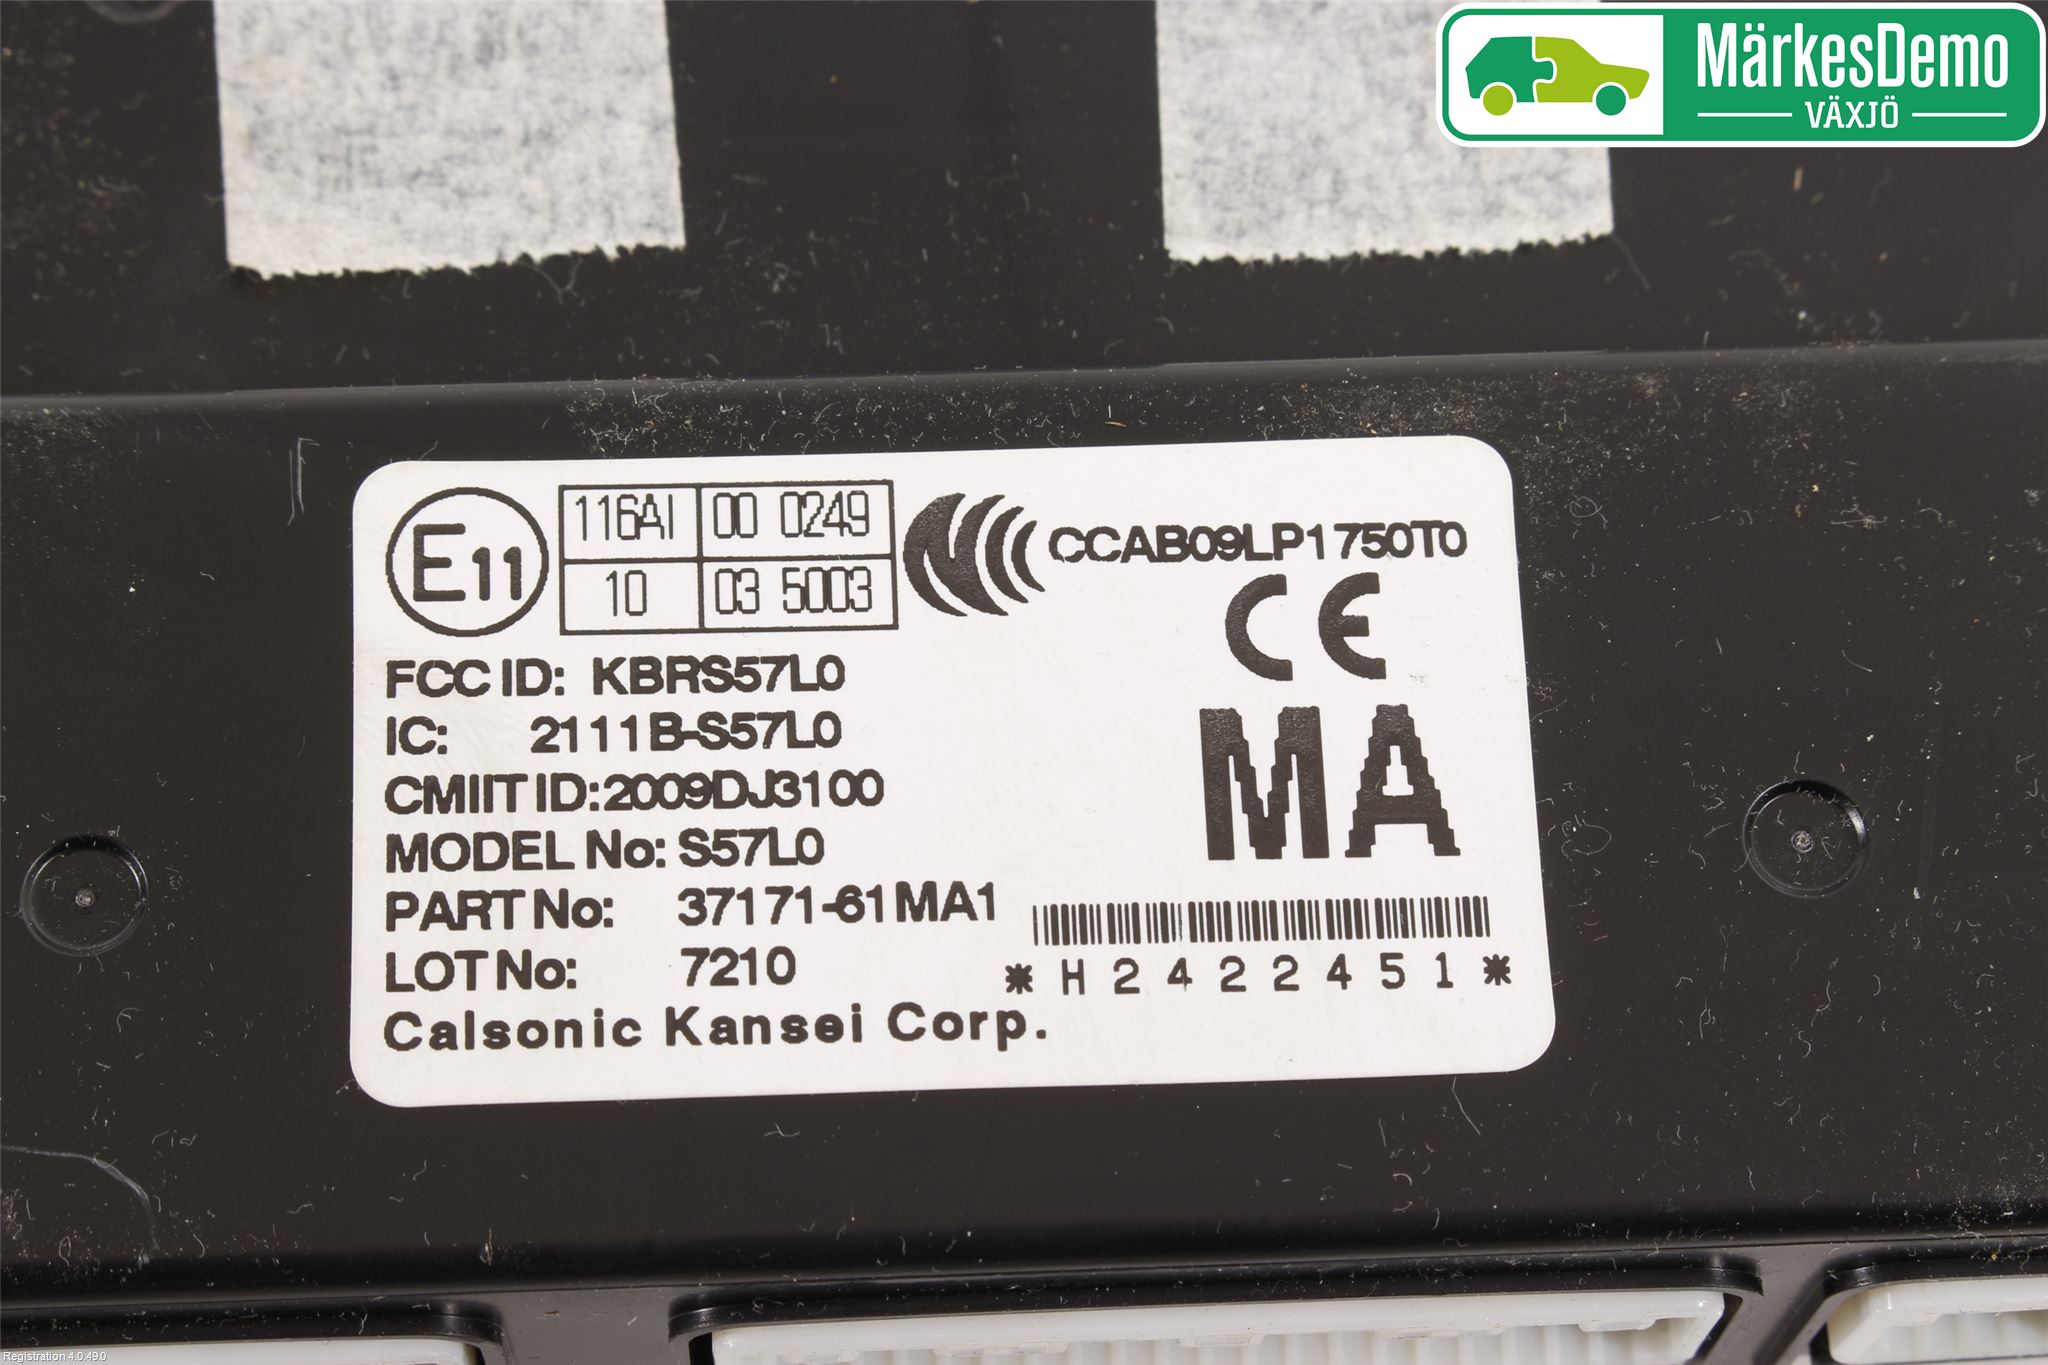 MärkesDemo
VÄXJÖ
E11
116AI 00 0249
10 03 5003
CCAB09LP1750T0
CE
FCC ID: KBRS57L0
IC: 2111B-S57L0
CMIIT ID:2009DJ3100
MODEL No: S57L0
MA
PART No: 37171-61MA1
LOT No: 7210
*H2422451*
Calsonic Kansei Corp.
Registration 4.0.49.0